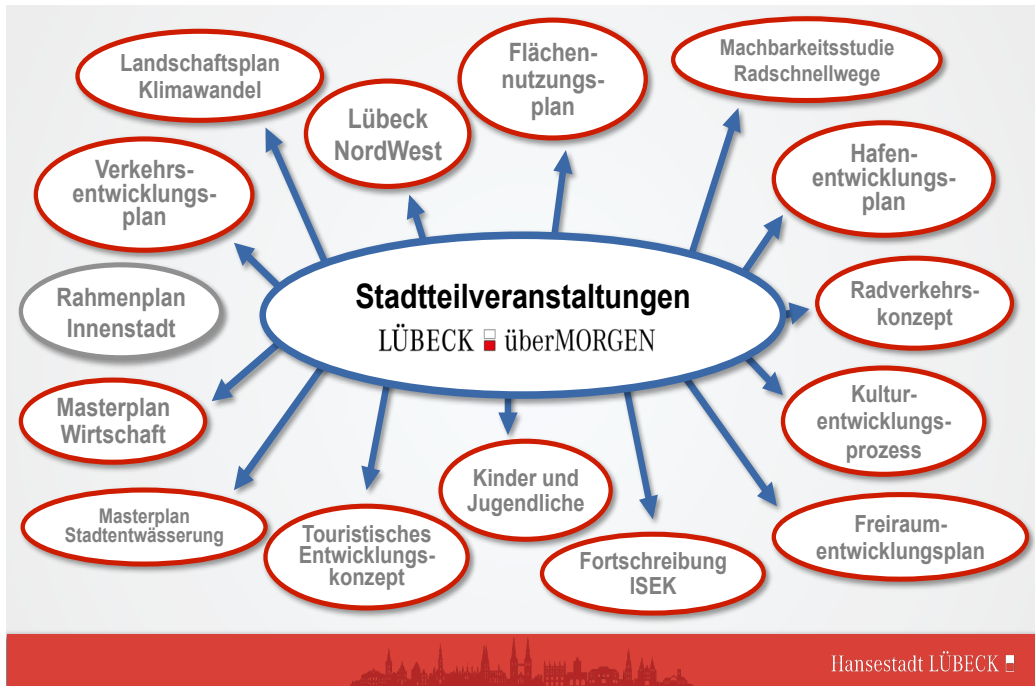 Landschaftsplan
Klimawandel
Lübeck
NordWest
Flächen-
nutzungs-
plan
Machbarkeitsstudie
Radschnellwege
Verkehrs-
entwicklungs-
plan
Hafen-
entwicklungs-
plan
Rahmenplan
Innenstadt
Stadtteilveranstaltungen
LÜBECK überMORGEN
Radverkehrs-
konzept
Masterplan
Wirtschaft
Kultur-
entwicklungs-
prozess
Masterplan
Stadtentwässerung
Touristisches
Entwicklungs-
konzept
Kinder und
Jugendliche
Fortschreibung
ISEK
Freiraum-
entwicklungsplan
Hansestadt LÜBECK